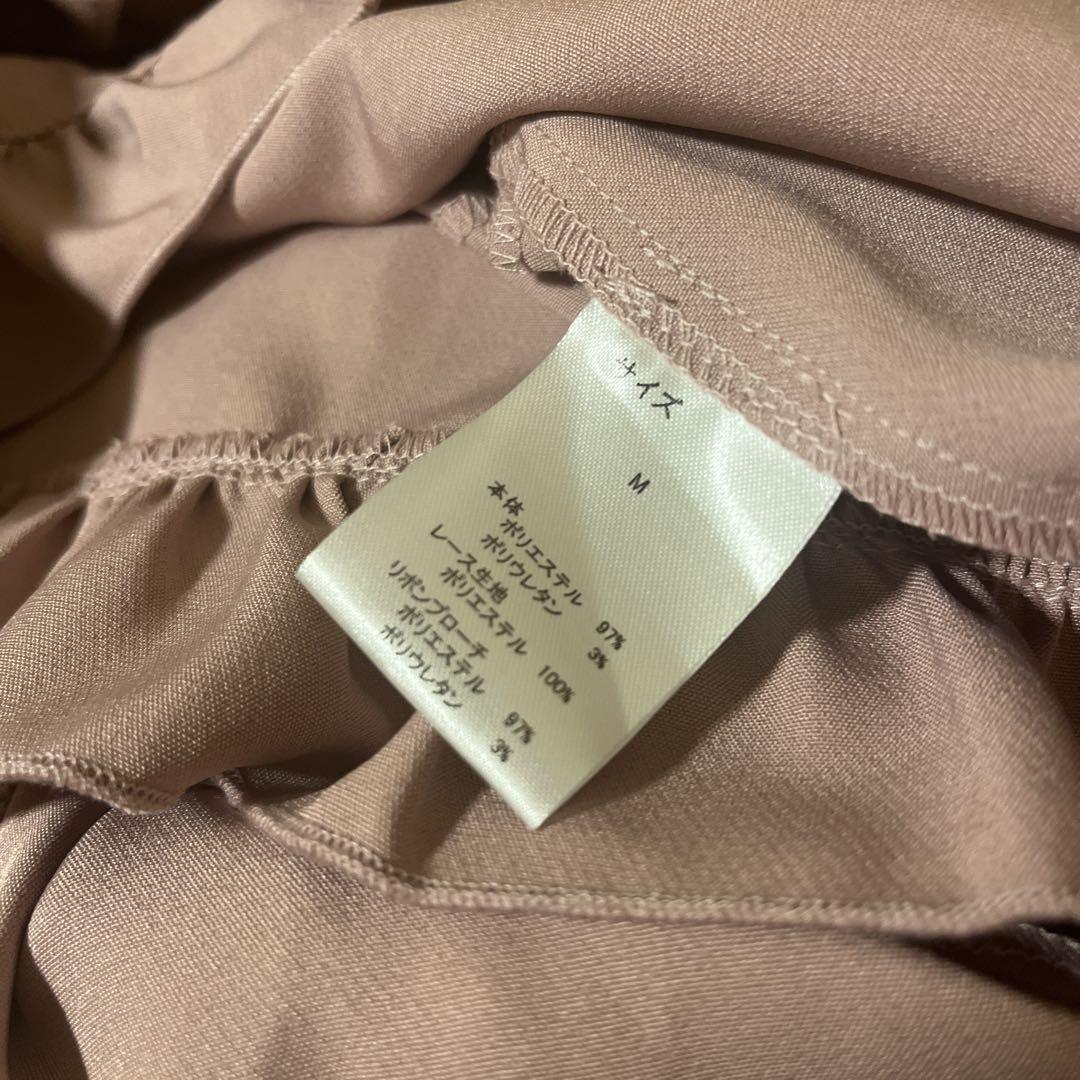 サイズ
M
本体
ポリエステル 97%
ポリウレタン 3%
レース生地
ポリエステル 100%
リボンブローチ
ポリエステル 97%
ポリウレタン 3%